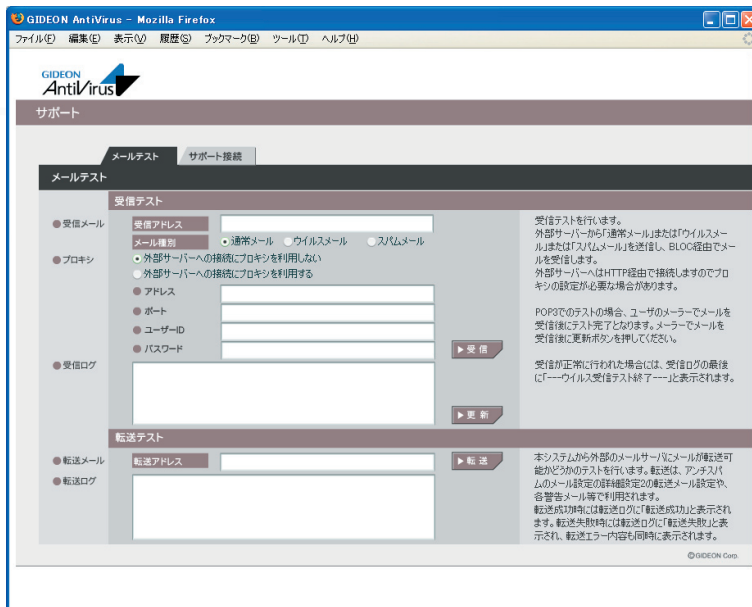 GIDEON AntiVirus - Mozilla Firefox
ファイル(F) 編集(E) 表示(V) 履歴(S) ブックマーク(B) ツール(T) ヘルプ(H)
GIDEON
AntiVirus
サポート
メールテスト サポート接続
メールテスト
受信テスト
受信メール 受信アドレス
メール種別 通常メール ウイルスメール スパムメール
プロキシ 外部サーバーへの接続にプロキシを利用しない
外部サーバーへの接続にプロキシを利用する
アドレス
ポート
ユーザーID
パスワード
受信
受信ログ
更新
受信テストを行います。
外部サーバーから「通常メール」または「ウイルスメー
ル」または「スパムメール」を送信し、BLOC経由でメー
ルを受信します。
外部サーバーへはHTTP経由で接続しますのでプロ
キシの設定が必要な場合があります。
POP3でのテストの場合、ユーザのメーラーでメールを
受信後にテスト完了となります。メーラーでメールを
受信後に更新ボタンを押してください。
受信が正常に行われた場合には、受信ログの最後
に「---ウイルス受信テスト終了---」と表示されます。
転送テスト
転送メール 転送アドレス
転送
転送ログ
本システムから外部のメールサーバにメールが転送可
能かどうかのテストを行います。転送は、アンチスパ
ムのメール設定の詳細設定2の転送メール設定や、
各警告メール等で利用されます。
転送成功時には転送ログに「転送成功」と表示され
ます。転送失敗時には転送ログに「転送失敗」と表
示され、転送エラー内容も同時に表示されます。
©GIDEON Corp.